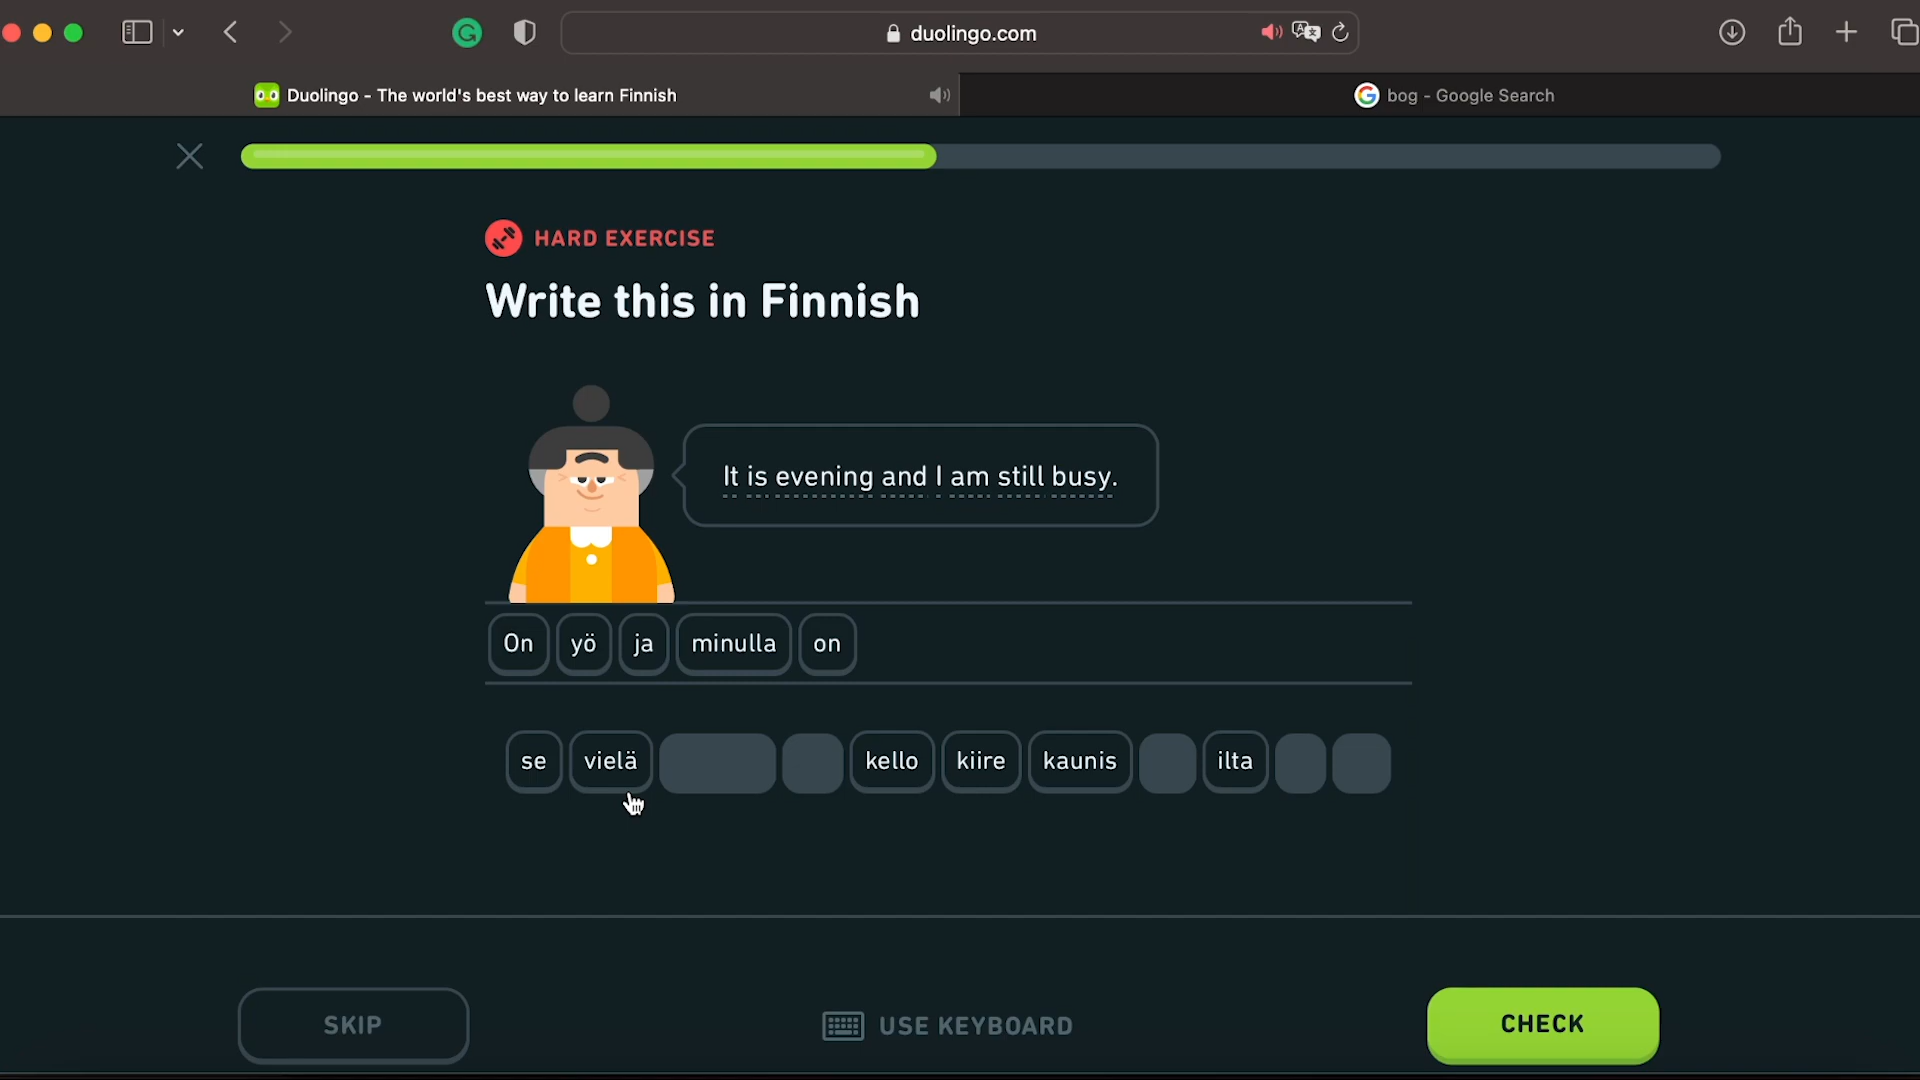 duolingo.com
Duolingo - The world's best way to learn Finnish
bog - Google Search
HARD EXERCISE
Write this in Finnish
It is evening and I am still busy.
On yö ja minulla on
se vielä kello kiire kaunis ilta
SKIP
USE KEYBOARD
CHECK